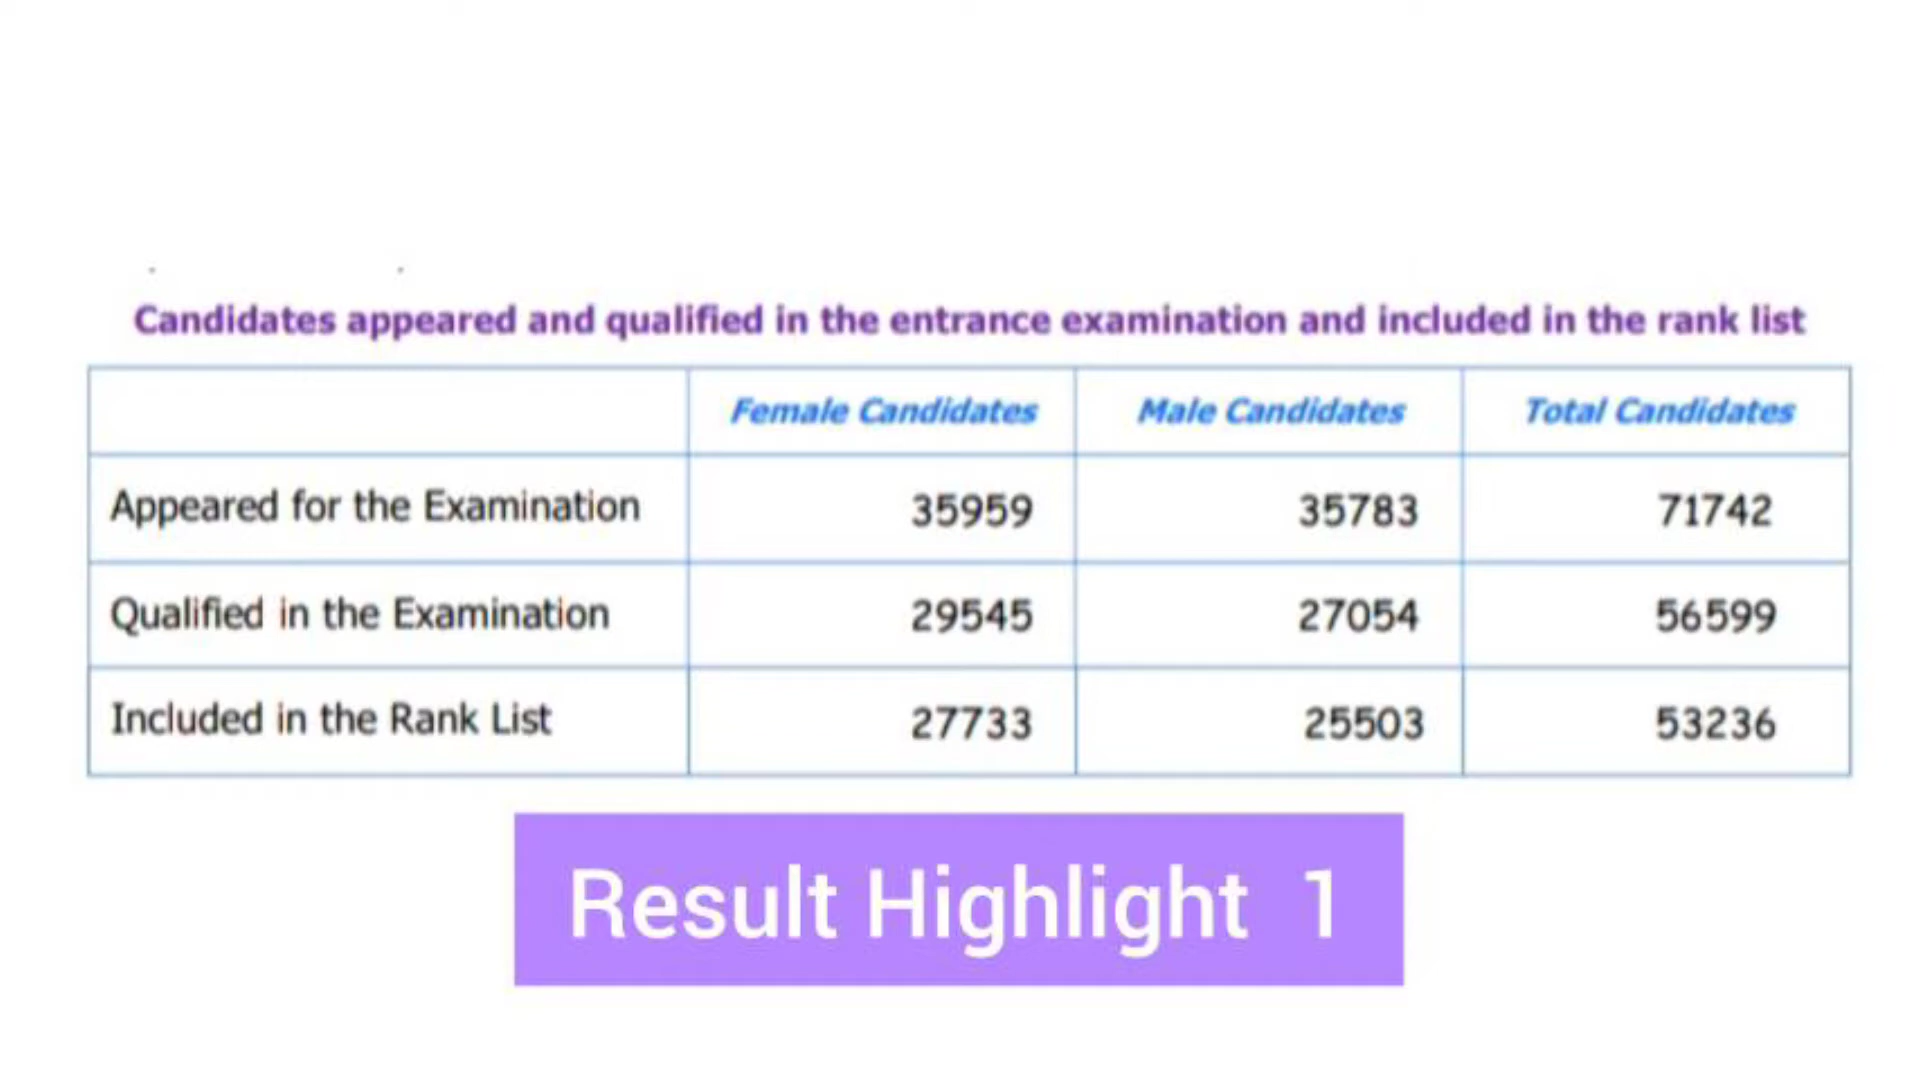 Candidates appeared and qualified in the entrance examination and included in the rank list
Female Candidates Male Candidates Total Candidates
Appeared for the Examination 35959 35783 71742
Qualified in the Examination 29545 27054 56599
Included in the Rank List 27733 25503 53236
Result Highlight 1